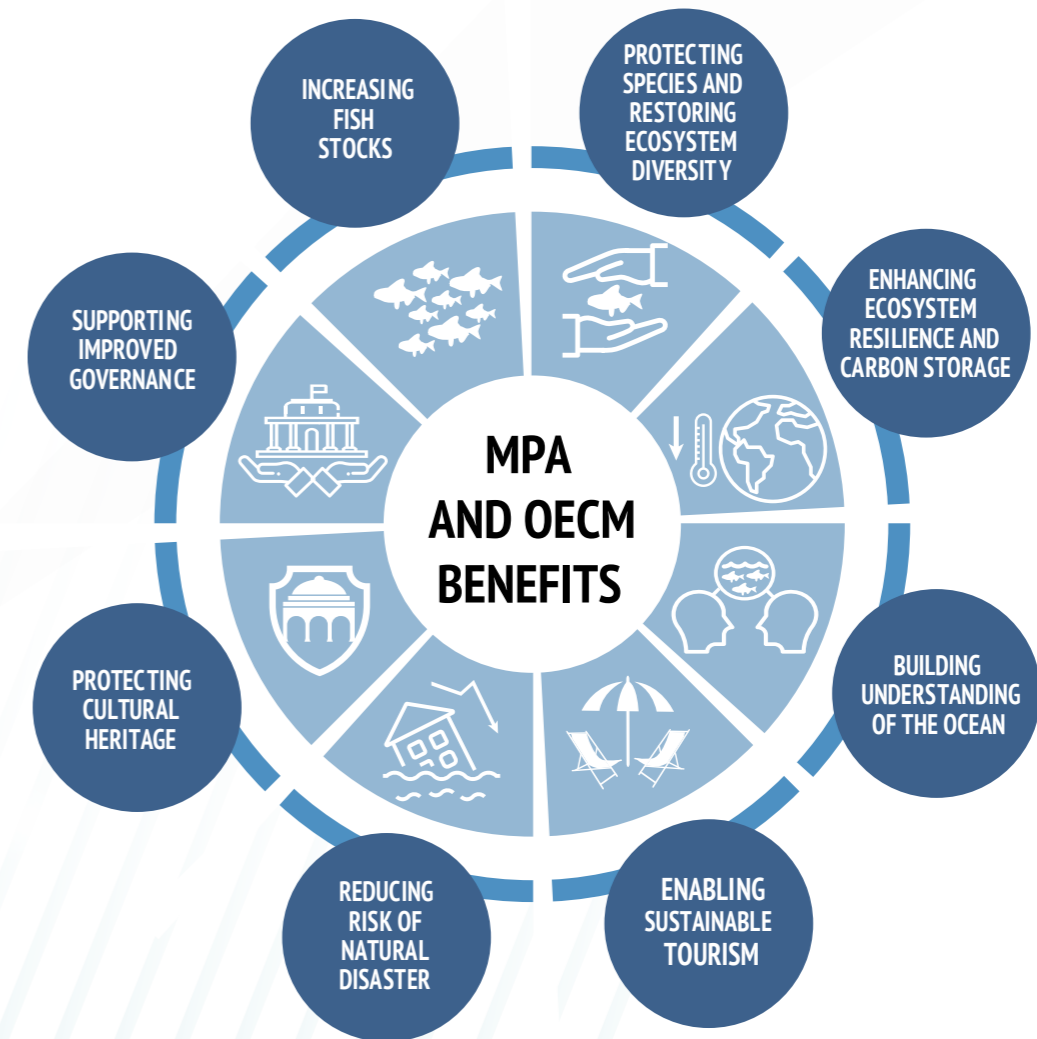 MPA
AND OECM
BENEFITS
PROTECTING
SPECIES AND
RESTORING
ECOSYSTEM
DIVERSITY
ENHANCING
ECOSYSTEM
RESILIENCE AND
CARBON STORAGE
BUILDING
UNDERSTANDING
OF THE OCEAN
ENABLING
SUSTAINABLE
TOURISM
REDUCING
RISK OF
NATURAL
DISASTER
PROTECTING
CULTURAL
HERITAGE
SUPPORTING
IMPROVED
GOVERNANCE
INCREASING
FISH
STOCKS